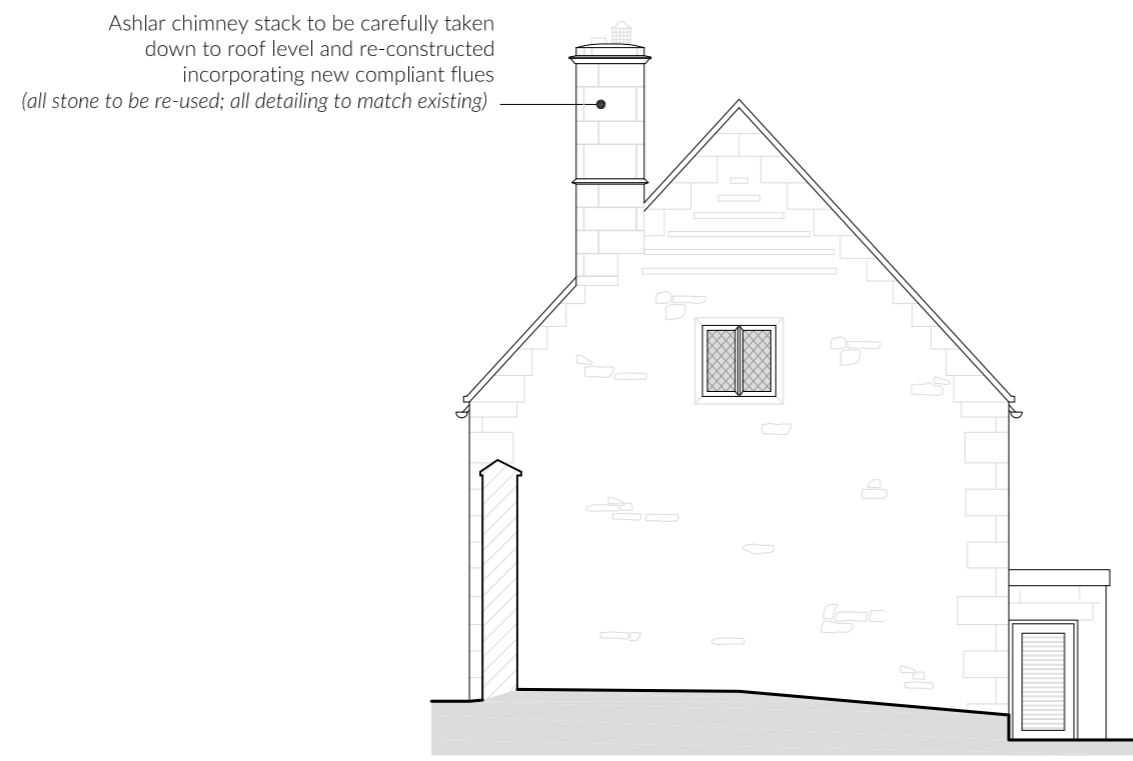 Ashlar chimney stack to be carefully taken
down to roof level and re-constructed
incorporating new compliant flues
(all stone to be re-used; all detailing to match existing)